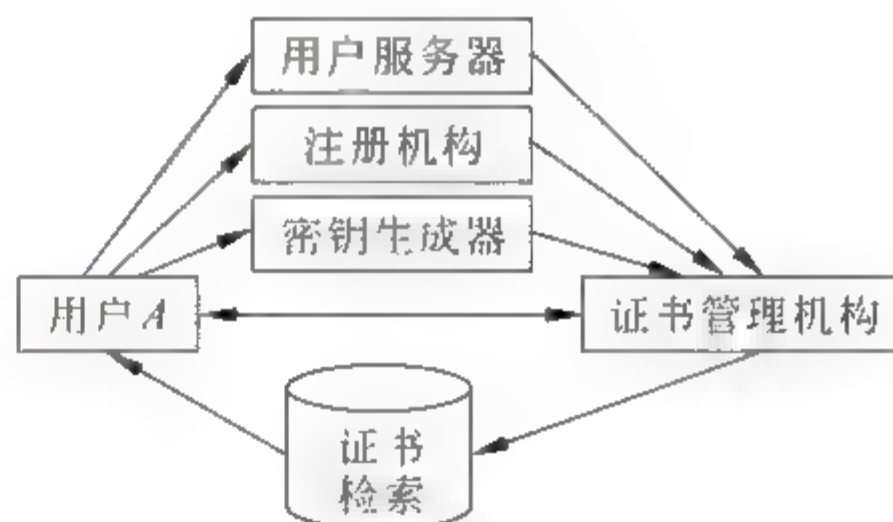 用户服务器
注册机构
密钥生成器
用户A
证书管理机构
证书
检索